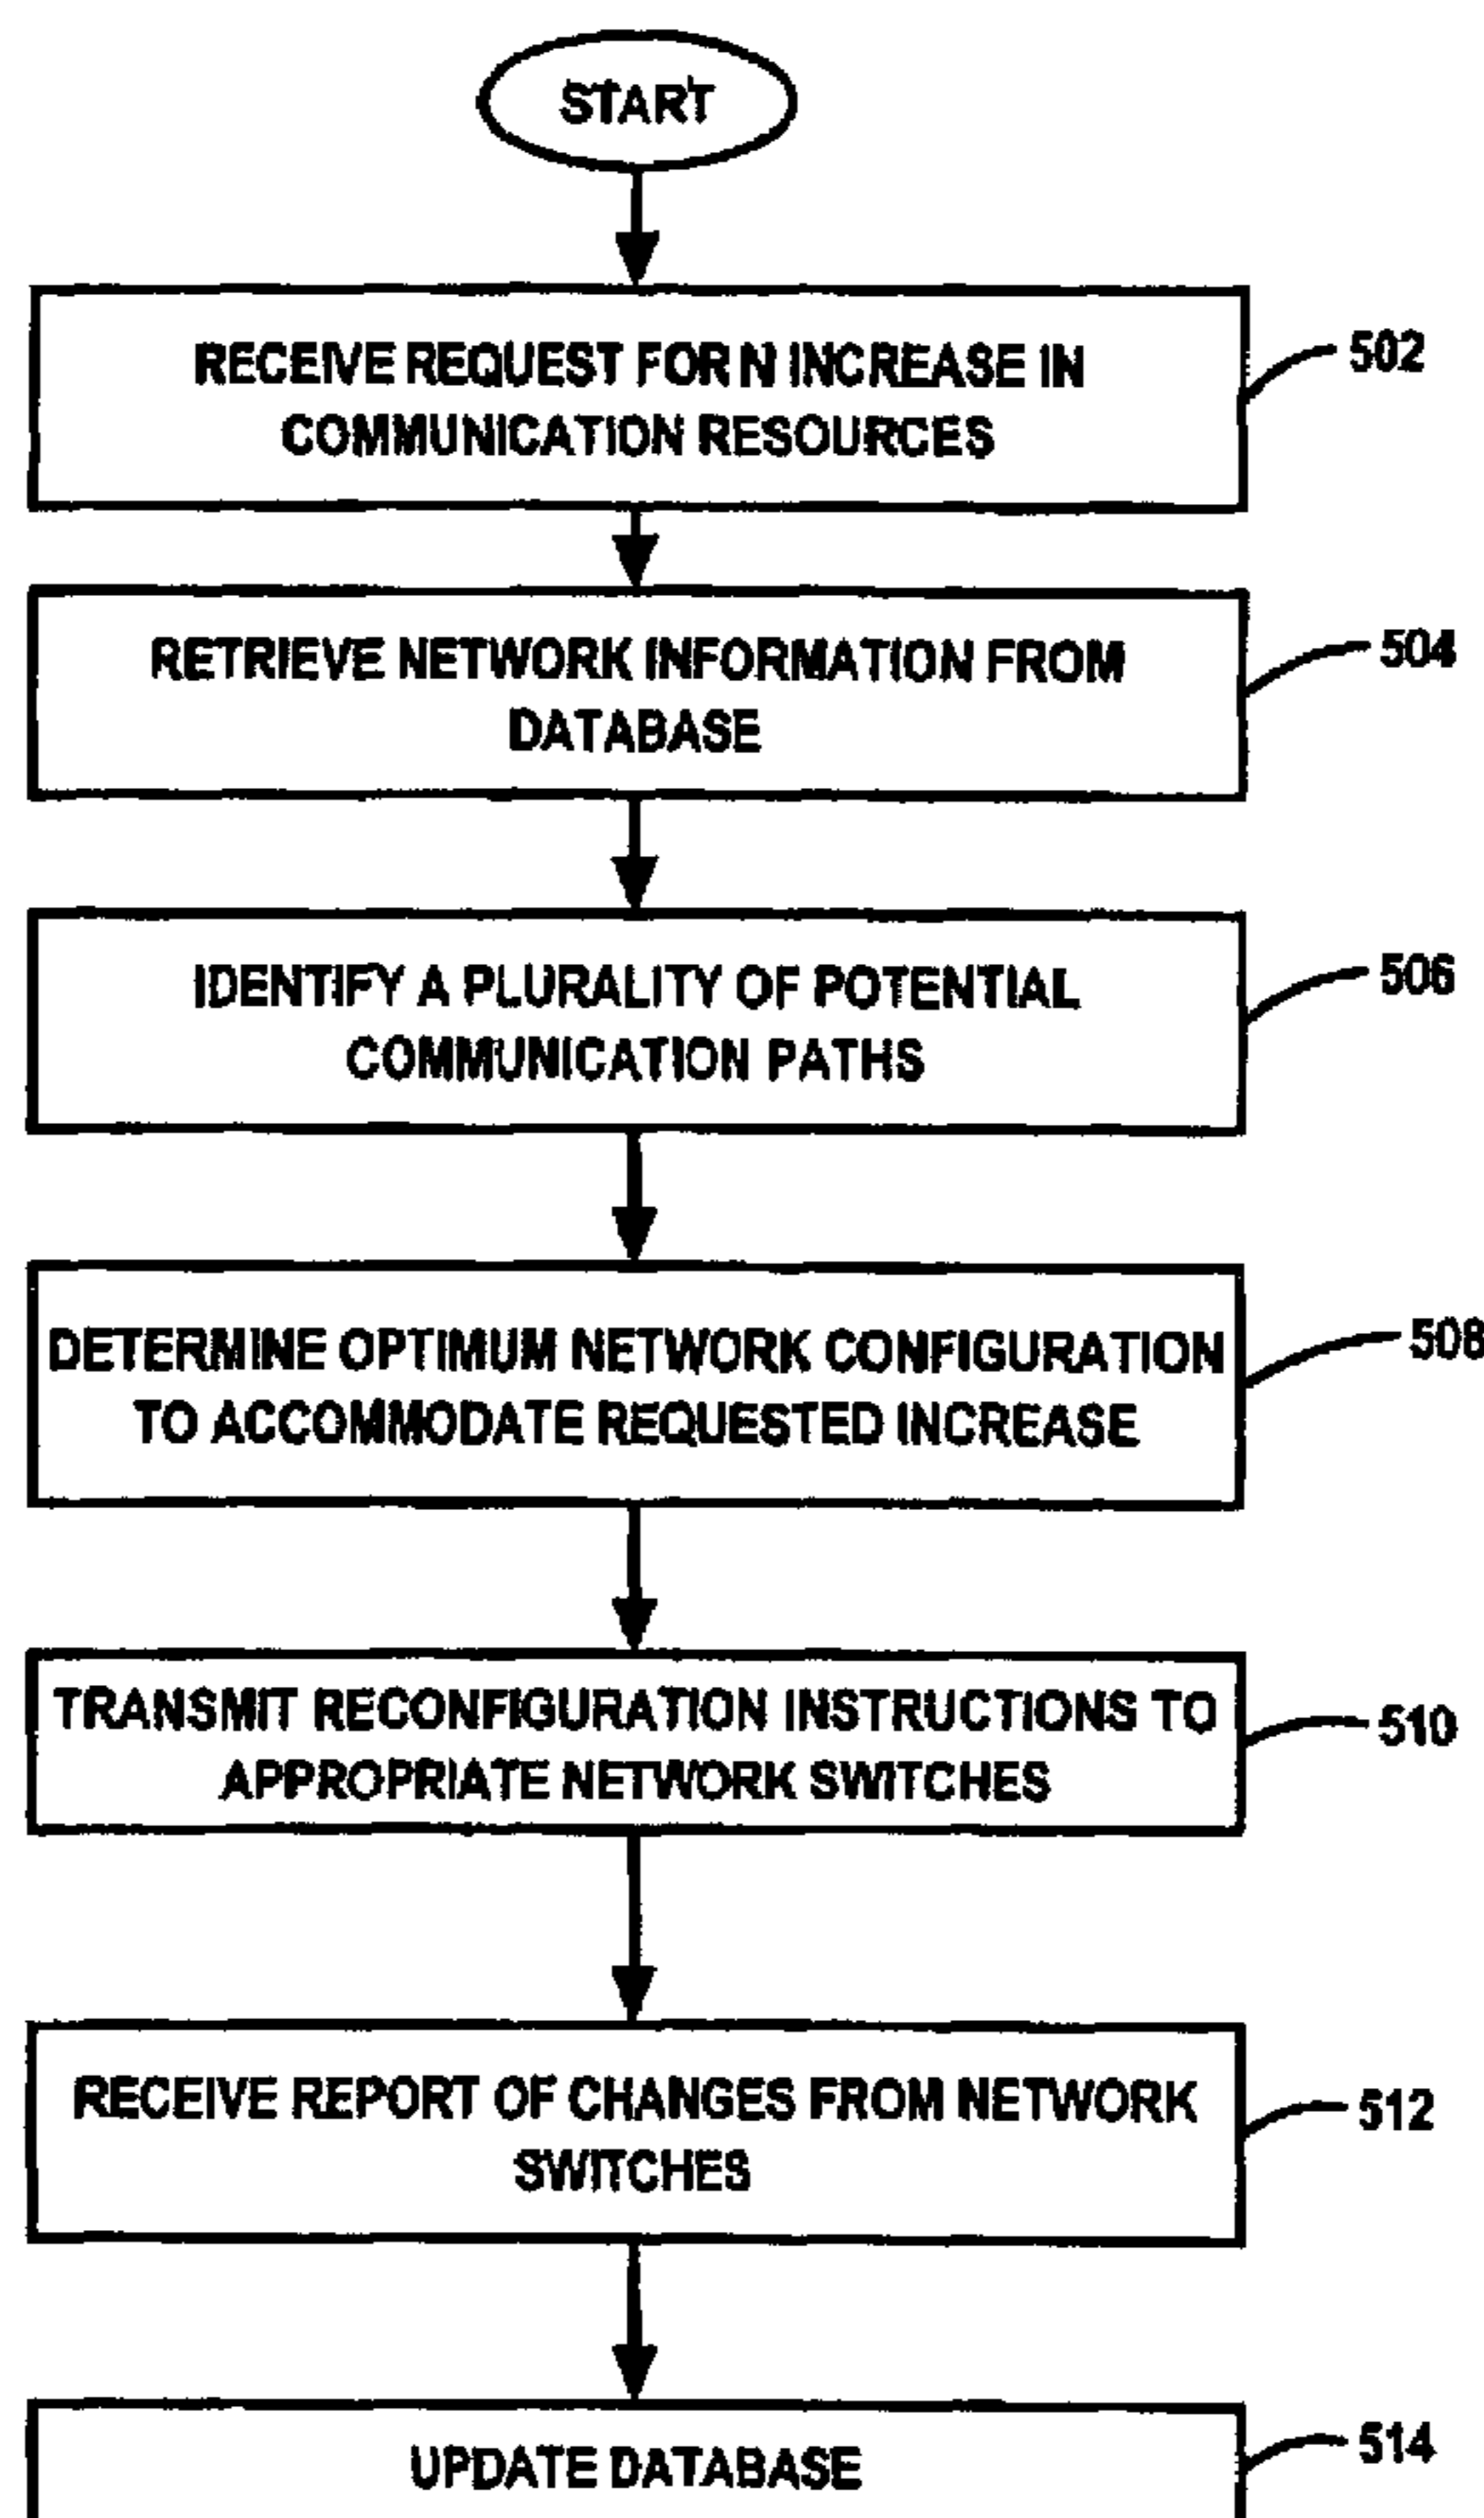 START
RECEIVE REQUEST FOR N INCREASE IN
COMMUNICATION RESOURCES
502
RETRIEVE NETWORK INFORMATION FROM
DATABASE
504
IDENTIFY A PLURALITY OF POTENTIAL
COMMUNICATION PATHS
506
DETERMINE OPTIMUM NETWORK CONFIGURATION
TO ACCOMMODATE REQUESTED INCREASE
508
TRANSMIT RECONFIGURATION INSTRUCTIONS TO
APPROPRIATE NETWORK SWITCHES
510
RECEIVE REPORT OF CHANGES FROM NETWORK
SWITCHES
512
UPDATE DATABASE
514